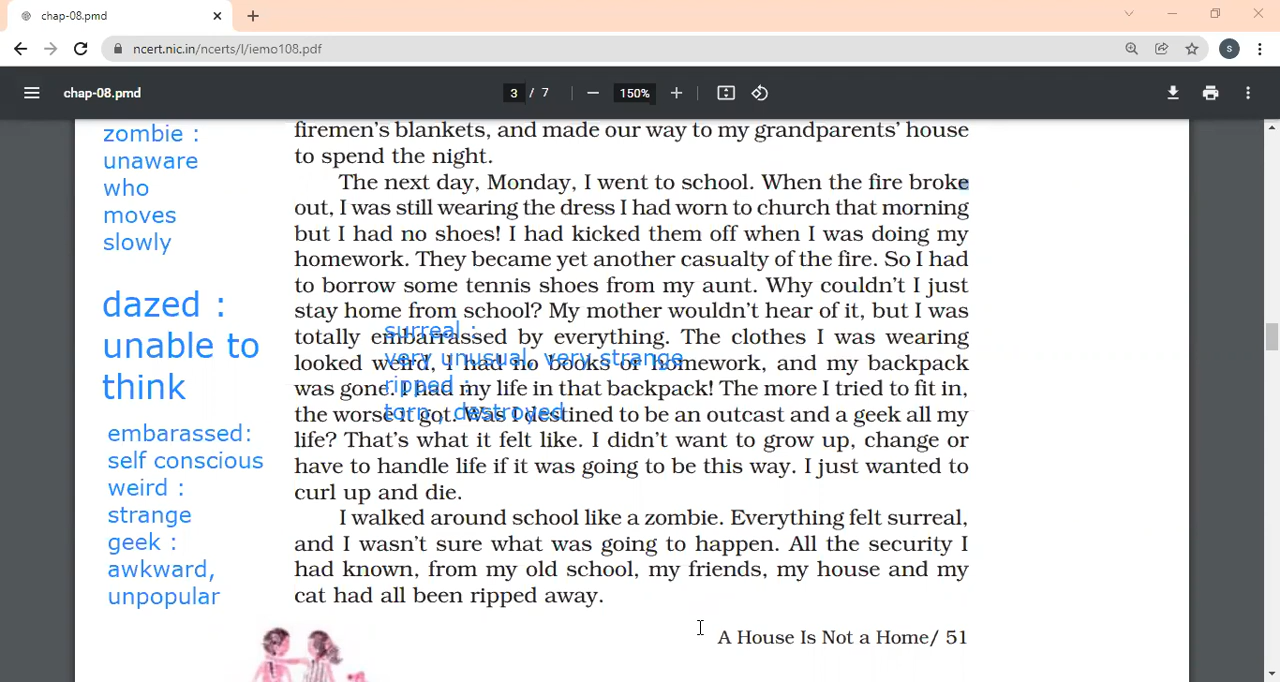 chap-08.pmd
ncert.nic.in/ncerts/l/iemo108.pdf
S
chap-08.pmd
3 / 7
150%
zombie :
unaware
who
moves
slowly
dazed :
unable to
think
embarassed:
self conscious
weird :
strange
geek :
awkward,
unpopular
firemen's blankets, and made our way to my grandparents' house
to spend the night.
The next day, Monday, I went to school. When the fire broke
out, I was still wearing the dress I had worn to church that morning
but I had no shoes! I had kicked them off when I was doing my
homework. They became yet another casualty of the fire. So I had
to borrow some tennis shoes from my aunt. Why couldn't I just
stay home from school? My mother wouldn't hear of it, but I was
totally embarrassed by everything. The clothes I was wearing
looked weird, I had no books or homework, and my backpack
was gone. I had my life in that backpack! The more I tried to fit in,
the worse it got. Was I destined to be an outcast and a geek all my
life? That's what it felt like. I didn't want to grow up, change or
have to handle life if it was going to be this way. I just wanted to
curl up and die.
surreal :
very unusual, very strange
ripped :
torn , destroyed
I walked around school like a zombie. Everything felt surreal,
and I wasn't sure what was going to happen. All the security I
had known, from my old school, my friends, my house and my
cat had all been ripped away.
A House Is Not a Home/ 51